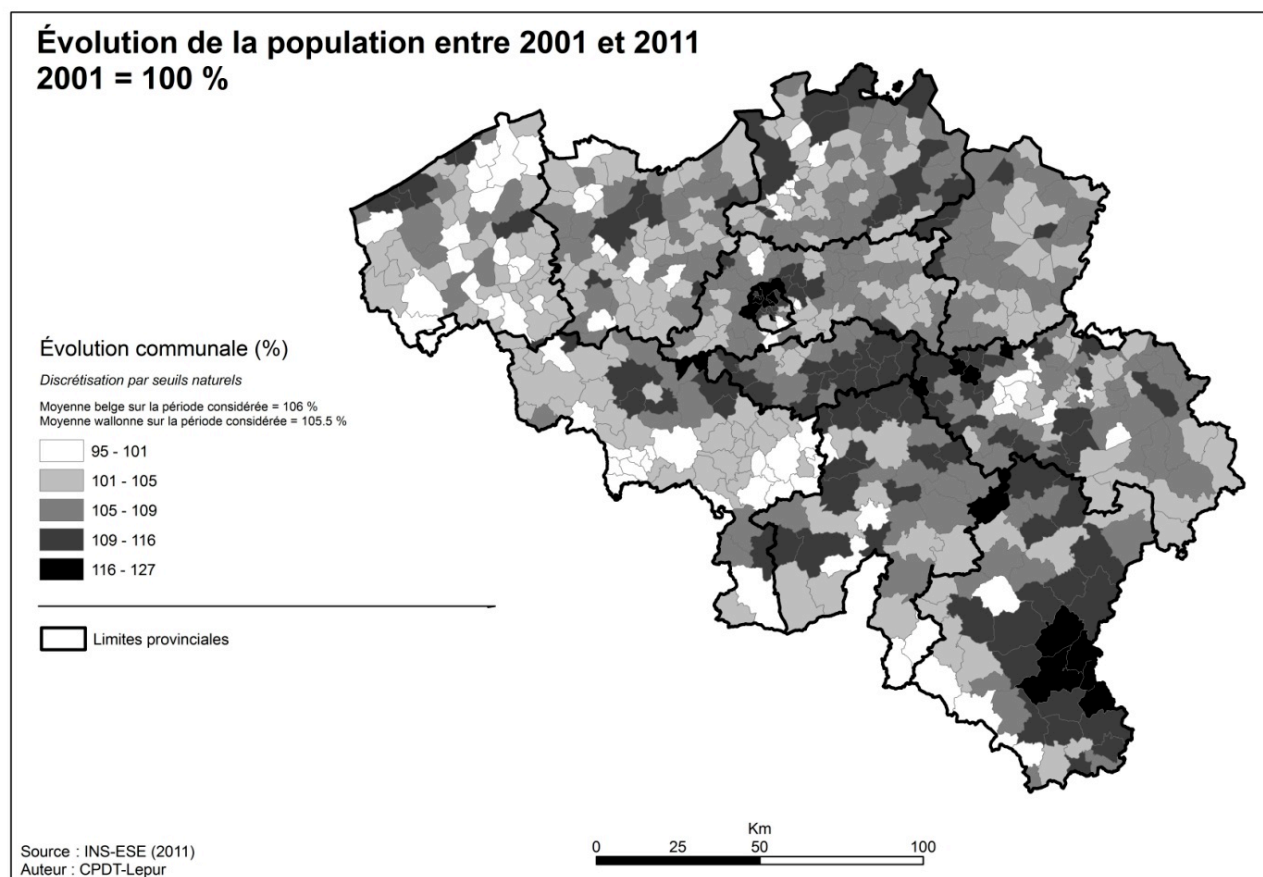 Évolution de la population entre 2001 et 2011
2001 = 100 %
Évolution communale (%)
Discrétisation par seuils naturels
Moyenne belge sur la période considérée = 106 %
Moyenne wallonne sur la période considérée = 105.5 %
95 - 101
101 - 105
105 - 109
109 - 116
116 - 127
Limites provinciales
Km
0 25 50 100
Source : INS-ESE (2011)
Auteur : CPDT-Lepur